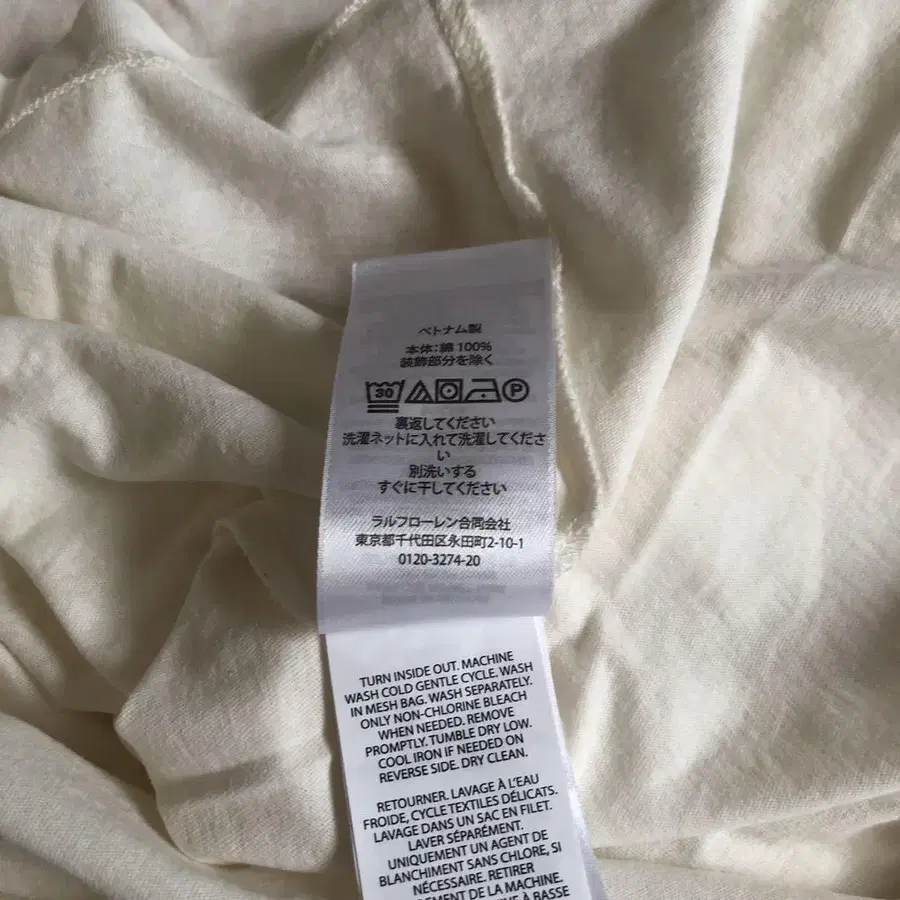 ベトナム製
本体:綿 100%
装飾部分を除く
30 P
裏返してください
洗濯ネットに入れて洗濯してくださ
い
別洗いする
すぐに干してください
ラルフローレン合同会社
東京都千代田区永田町2-10-1
0120-3274-20
TURN INSIDE OUT. MACHINE
WASH COLD GENTLE CYCLE. WASH
IN MESH BAG. WASH SEPARATELY.
ONLY NON-CHLORINE BLEACH
WHEN NEEDED. REMOVE
PROMPTLY. TUMBLE DRY LOW.
COOL IRON IF NEEDED ON
REVERSE SIDE. DRY CLEAN.
RETOURNER. LAVAGE À L'EAU
FROIDE, CYCLE TEXTILES DÉLICATS.
LAVAGE DANS UN SAC EN FILET.
LAVER SÉPARÉMENT.
UNIQUEMENT UN AGENT DE
BLANCHIMENT SANS CHLORE, SI
NÉCESSAIRE. RETIRER
DE LA MACHINE.
À BASSE